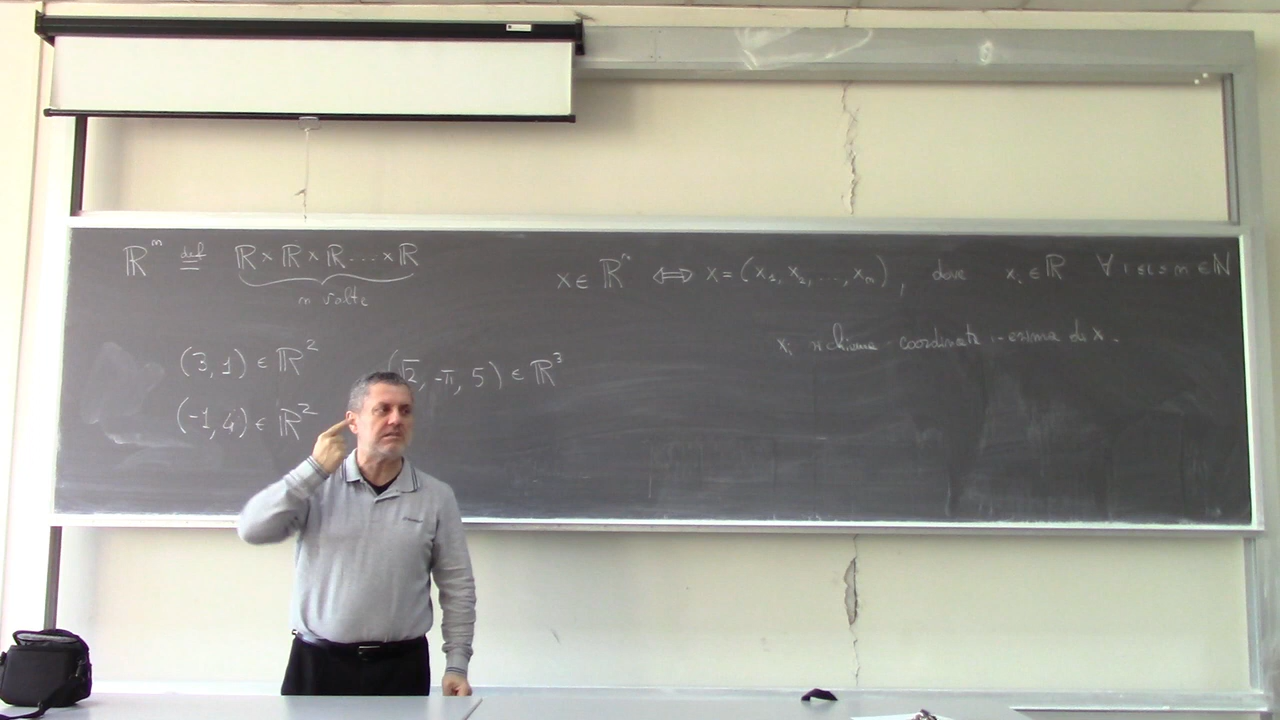 ℝⁿ def= ℝ × ℝ × ℝ .... × ℝ
n volte
x ∈ ℝⁿ ⟺ x = (x₁, x₂, ..., xₙ), dove xᵢ ∈ ℝ ∀ 1 ≤ i ≤ n ∈ ℕ
xᵢ si chiama coordinata i-esima di x.
(3, 1) ∈ ℝ²
(√2, -π, 5) ∈ ℝ³
(-1, 4) ∈ ℝ²